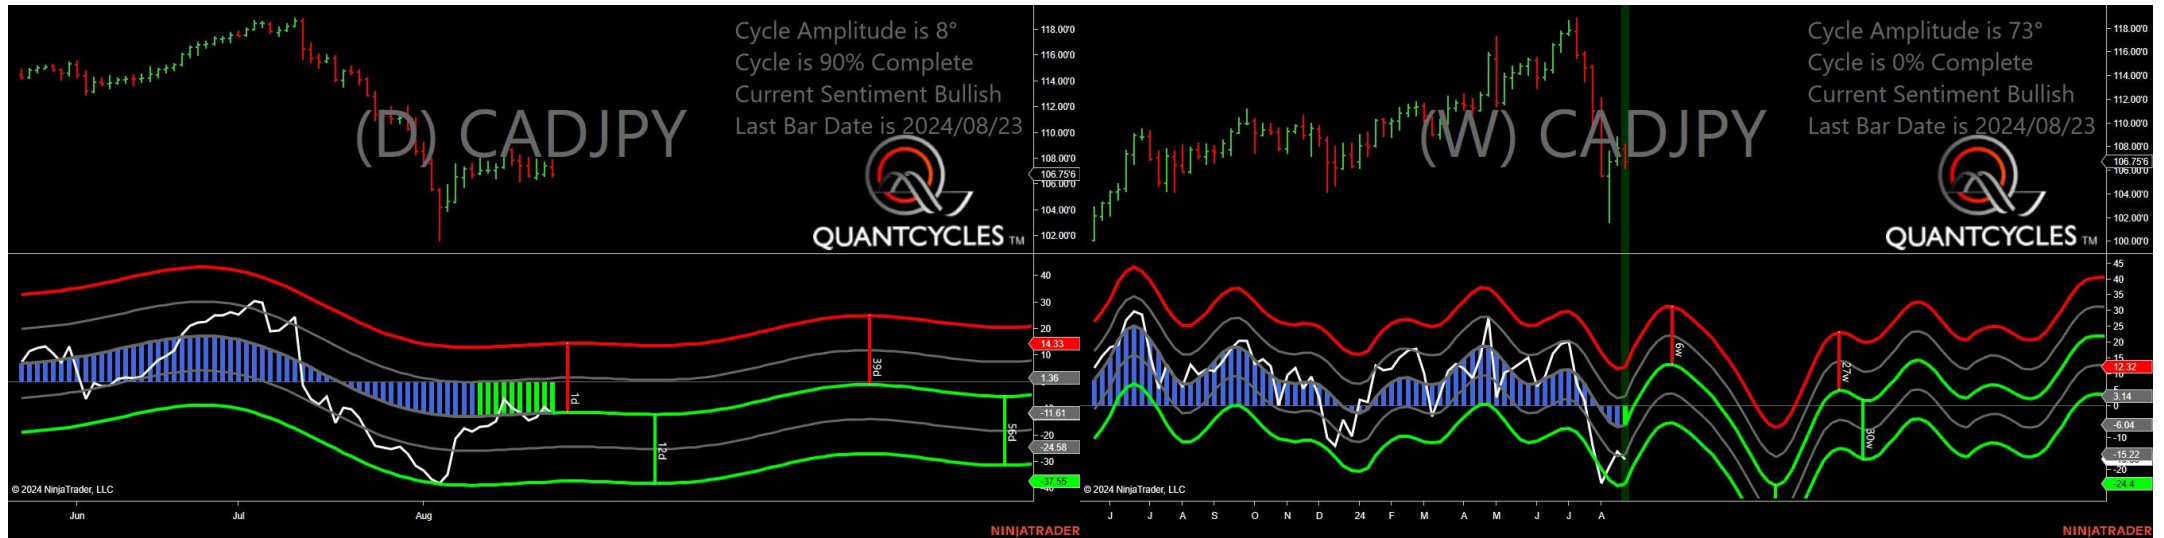 Cycle Amplitude is 8°
Cycle is 90% Complete
Current Sentiment Bullish
Last Bar Date is 2024/08/23
(D) CADJPY
QUANTCYCLES TM
118.00'0
116.00'0
114.00'0
112.00'0
110.00'0
108.00'0
106.75'6
106.00'0
104.00'0
102.00'0
40
30
20
14.33
10
1.36
-11.61
-20
-24.58
-30
-37.55
1d
12d
39d
56d
© 2024 NinjaTrader, LLC
Jun Jul Aug
NINJATRADER
Cycle Amplitude is 73°
Cycle is 0% Complete
Current Sentiment Bullish
Last Bar Date is 2024/08/23
(W) CADJPY
QUANTCYCLES TM
118.00'0
116.00'0
114.00'0
112.00'0
110.00'0
108.00'0
106.75'6
106.00'0
104.00'0
102.00'0
100.00'0
45
40
35
30
25
20
15
12.32
10
3.14
0
-6.04
-10
-15.22
-20
-24.4
6w
27w
30w
© 2024 NinjaTrader, LLC
J J A S O N D 24 F M A M J J A
NINJATRADER